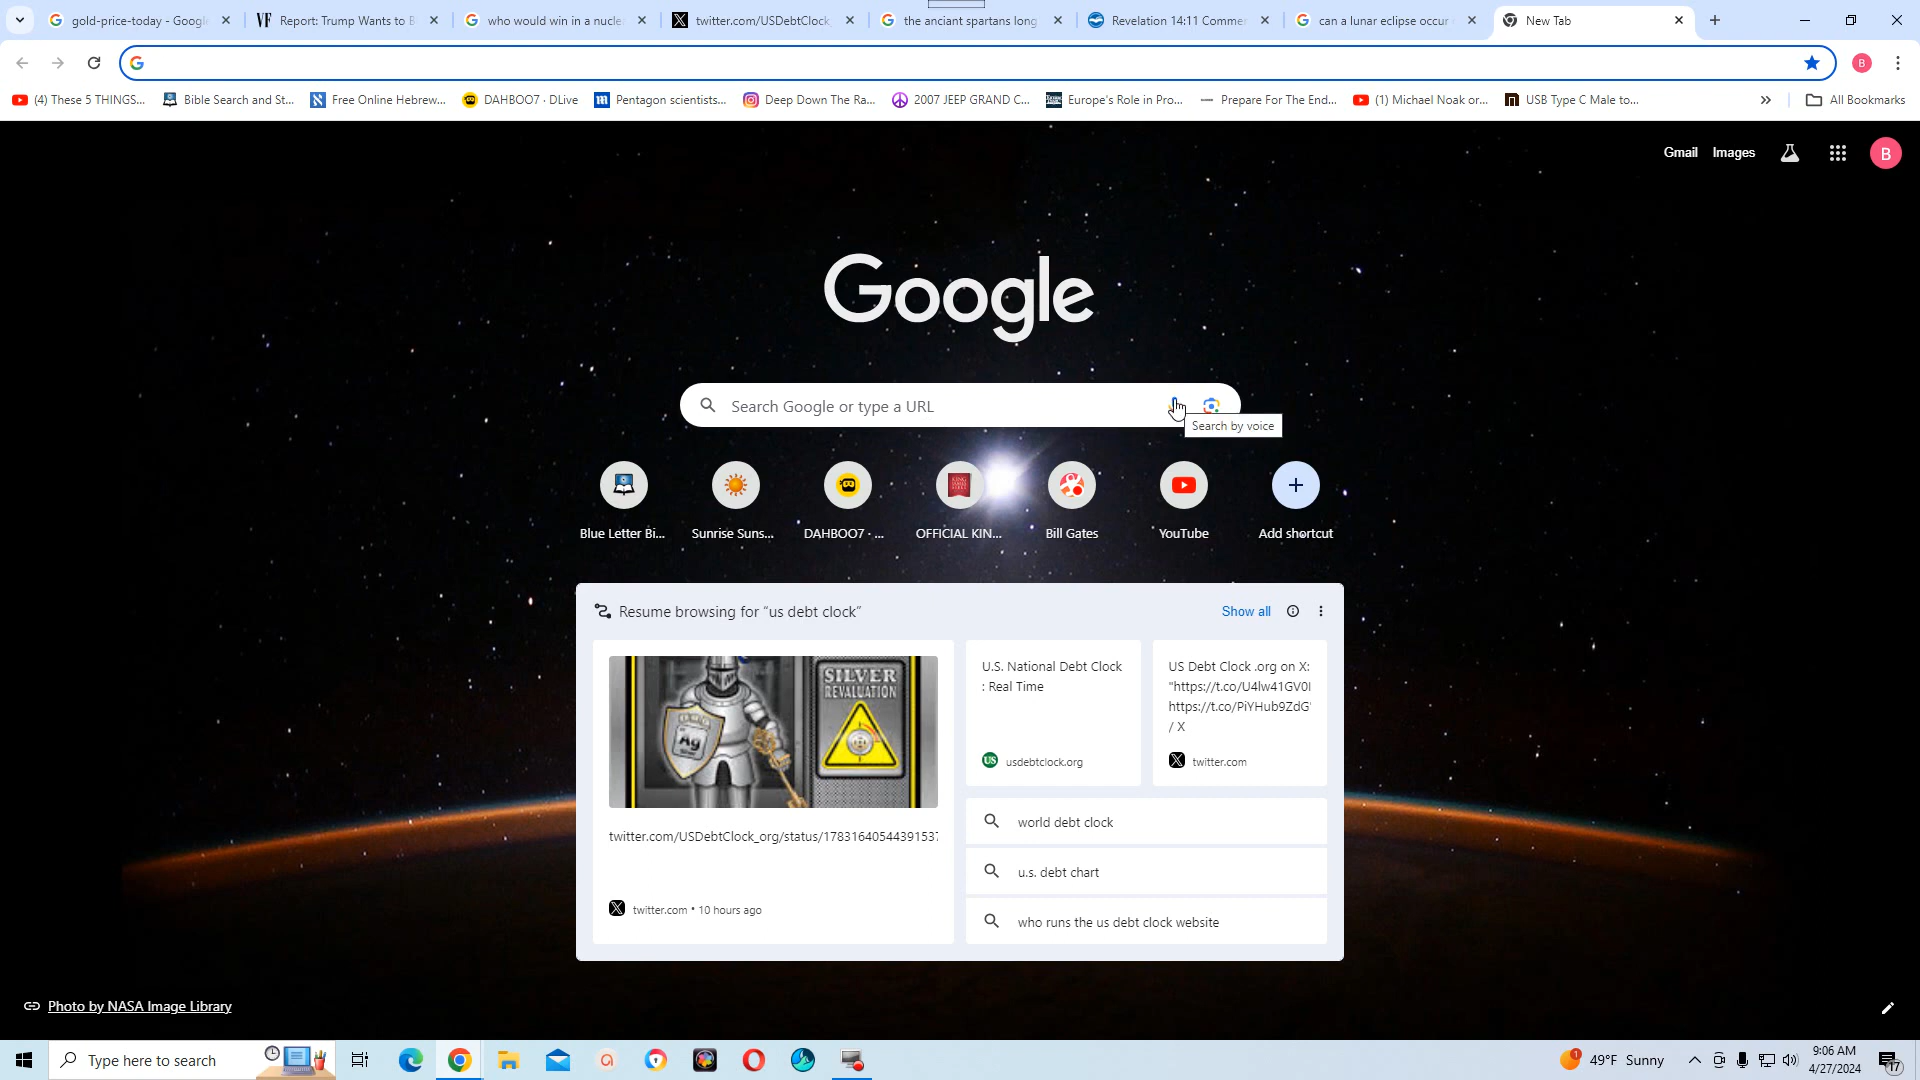 gold-price-today - Google
Report: Trump Wants to B
who would win in a nucle
twitter.com/USDebtClock
the anciant spartans long
Revelation 14:11 Comme
can a lunar eclipse occur
New Tab
(4) These 5 THINGS...
Bible Search and St...
Free Online Hebrew...
DAHBOO7 · DLive
Pentagon scientists...
Deep Down The Ra...
2007 JEEP GRAND C...
Europe's Role in Pro...
Prepare For The End...
(1) Michael Noak or...
USB Type C Male to...
All Bookmarks
Gmail
Images
B
Google
Search Google or type a URL
Search by voice
Blue Letter Bi...
Sunrise Suns...
DAHBOO7 · ...
OFFICIAL KIN...
Bill Gates
YouTube
Add shortcut
Resume browsing for "us debt clock"
Show all
SILVER
REVALUATION
Ag
twitter.com/USDebtClock_org/status/1783164054439153
twitter.com • 10 hours ago
U.S. National Debt Clock
: Real Time
usdebtclock.org
US Debt Clock .org on X:
"https://t.co/U4lw41GV0l
https://t.co/PiYHub9ZdG
/ X
twitter.com
world debt clock
u.s. debt chart
who runs the us debt clock website
Photo by NASA Image Library
Type here to search
49°F Sunny
9:06 AM
4/27/2024
17